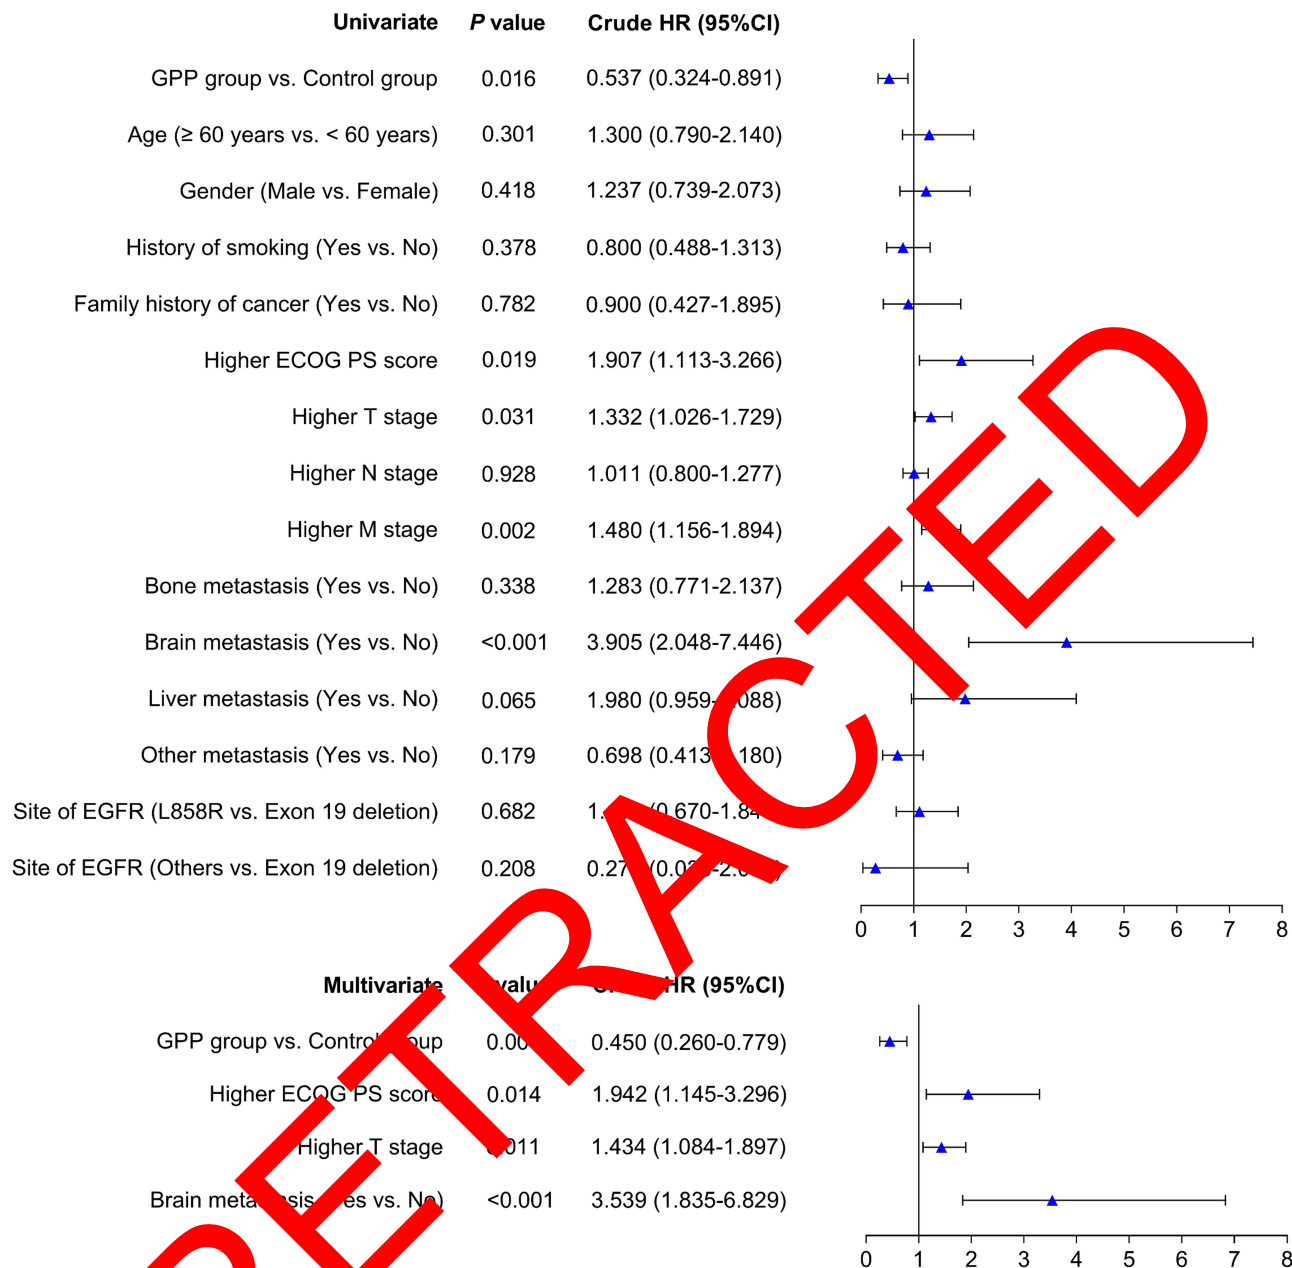 Univariate P value Crude HR (95%CI)
GPP group vs. Control group 0.016 0.537 (0.324-0.891)
Age (≥ 60 years vs. < 60 years) 0.301 1.300 (0.790-2.140)
Gender (Male vs. Female) 0.418 1.237 (0.739-2.073)
History of smoking (Yes vs. No) 0.378 0.800 (0.488-1.313)
Family history of cancer (Yes vs. No) 0.782 0.900 (0.427-1.895)
Higher ECOG PS score 0.019 1.907 (1.113-3.266)
Higher T stage 0.031 1.332 (1.026-1.729)
Higher N stage 0.928 1.011 (0.800-1.277)
Higher M stage 0.002 1.480 (1.156-1.894)
Bone metastasis (Yes vs. No) 0.338 1.283 (0.771-2.137)
Brain metastasis (Yes vs. No) <0.001 3.905 (2.048-7.446)
Liver metastasis (Yes vs. No) 0.065 1.980
Other metastasis (Yes vs. No) 0.179 0.698
Site of EGFR (L858R vs. Exon 19 deletion) 0.682
Site of EGFR (Others vs. Exon 19 deletion) 0.208
0 1 2 3 4 5 6 7 8
Multivariate value HR (95%CI)
GPP group vs. Control group 0.450 (0.260-0.779)
Higher ECOG PS score 0.014 1.942 (1.145-3.296)
Higher T stage 1.434 (1.084-1.897)
Brain metastasis (Yes vs. No) <0.001 3.539 (1.835-6.829)
0 1 2 3 4 5 6 7 8
RETRACTED